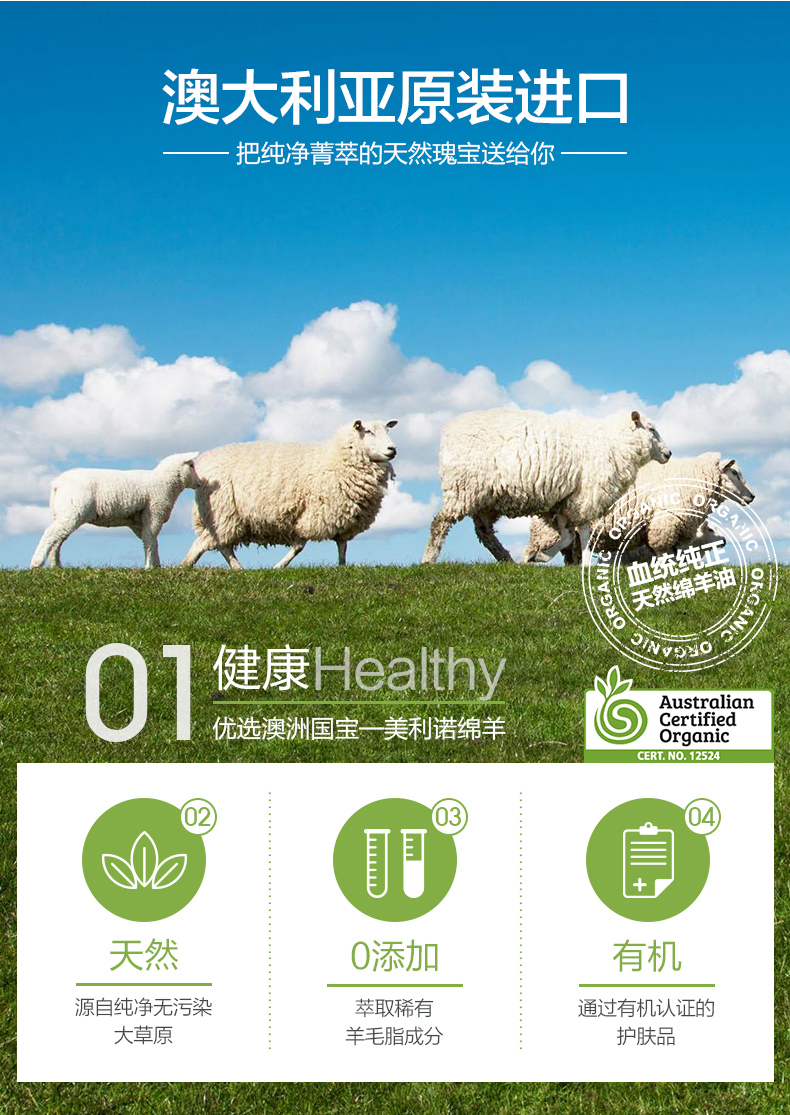 澳大利亚原装进口
把纯净菁萃的天然瑰宝送给你
ORGANIC ORGANIC ORGANIC ORGANIC ORGANIC
血统纯正
天然绵羊油
01 健康Healthy
优选澳洲国宝—美利诺绵羊
Australian
Certified
Organic
CERT. NO. 12524
02
天然
源自纯净无污染
大草原
03
0添加
萃取稀有
羊毛脂成分
04
有机
通过有机认证的
护肤品